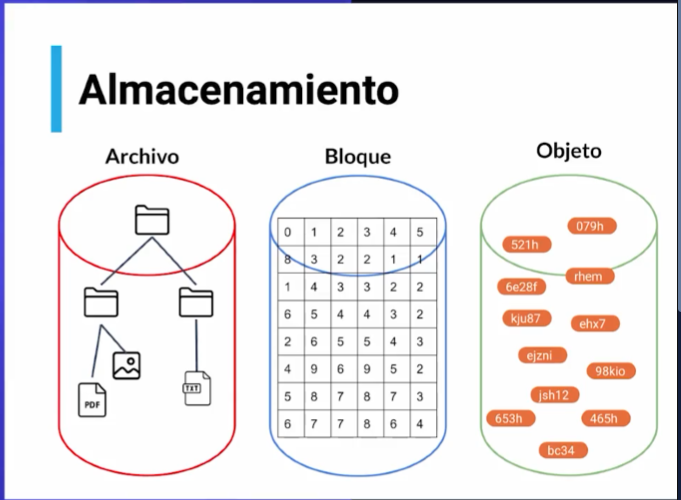 Almacenamiento
Archivo
Bloque
Objeto
PDF
TXT
0 1 2 3 4 5
8 3 2 2 1 1
1 4 3 3 2 2
6 5 4 4 3 2
2 6 5 5 4 3
4 9 6 9 5 2
5 8 7 8 7 3
6 7 7 8 6 4
079h
521h
rhem
6e28f
kju87
ehx7
ejzni
98kio
jsh12
653h
465h
bc34